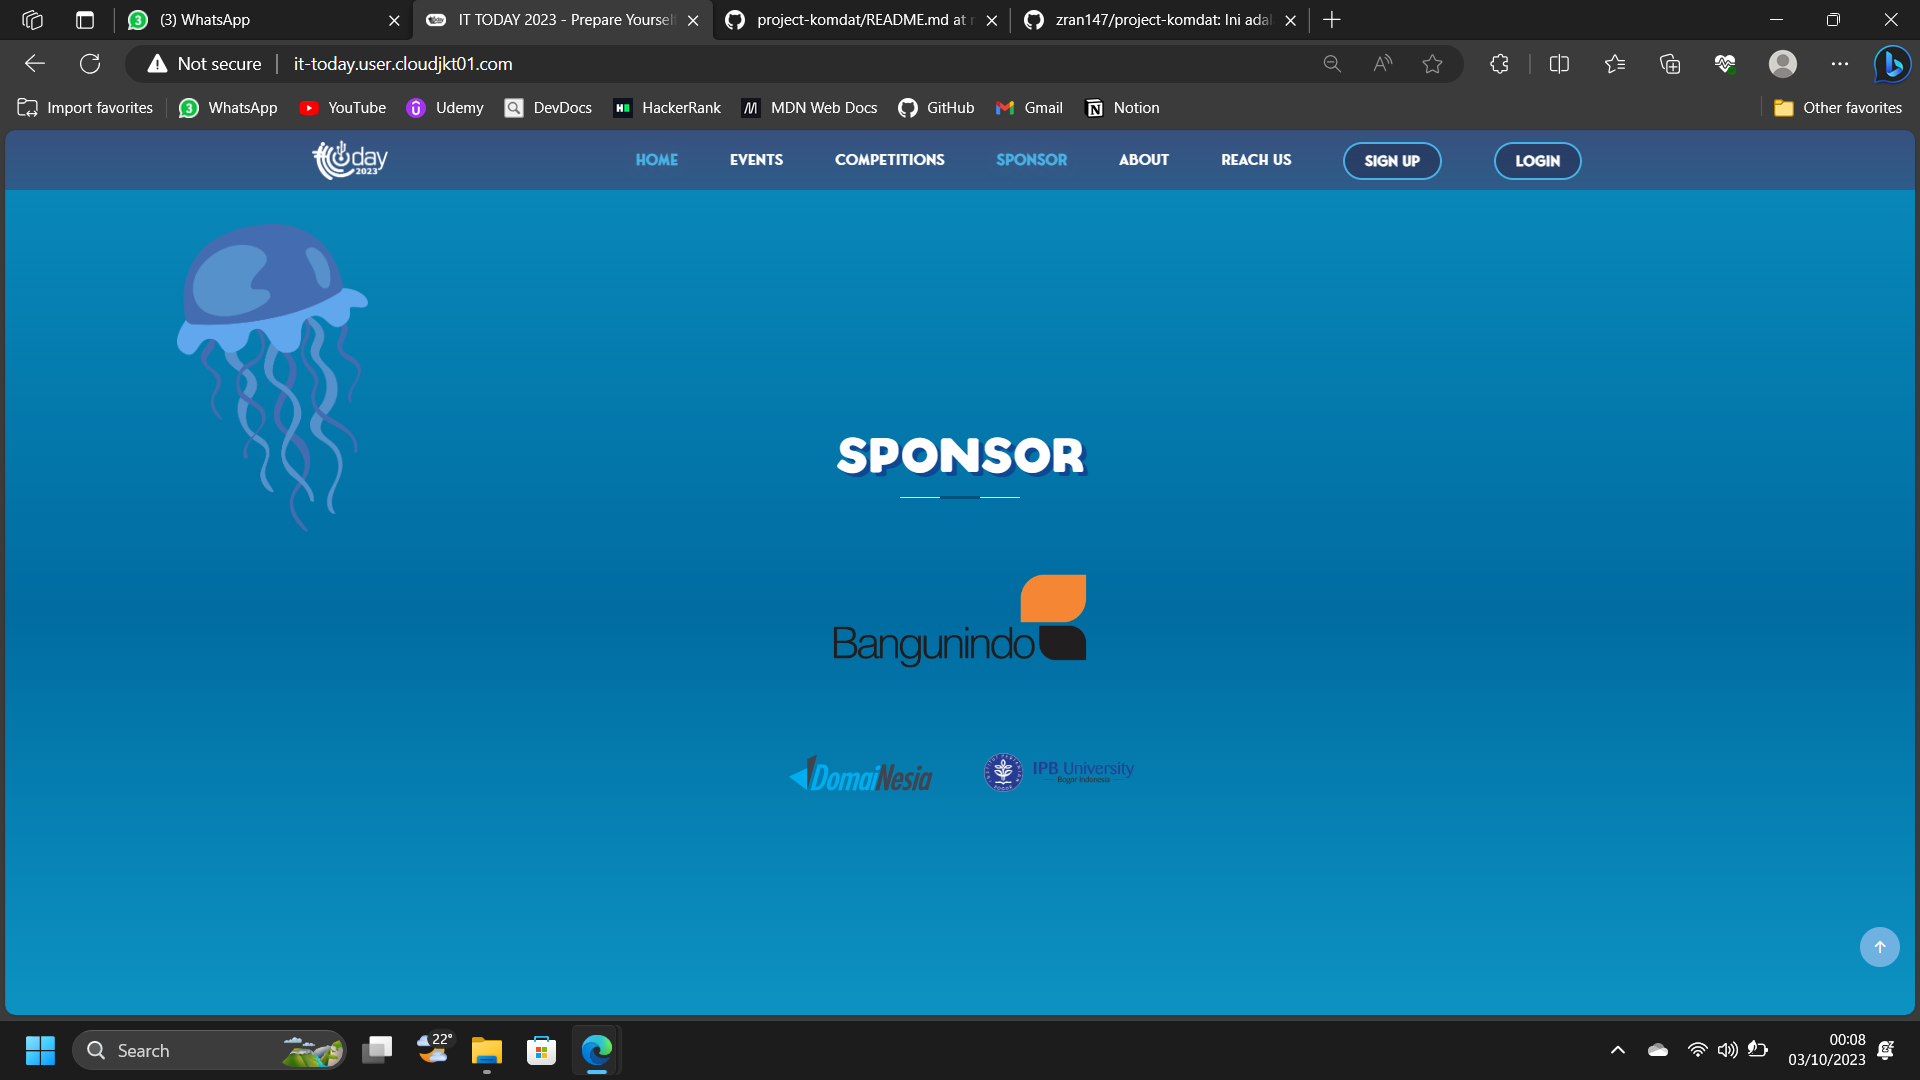 (3) WhatsApp
IT TODAY 2023 - Prepare Yourself
project-komdat/README.md at
zran147/project-komdat: Ini adal
Not secure
it-today.user.cloudjkt01.com
Import favorites
WhatsApp
YouTube
Udemy
DevDocs
HackerRank
MDN Web Docs
GitHub
Gmail
Notion
Other favorites
today
2023
HOME
EVENTS
COMPETITIONS
SPONSOR
ABOUT
REACH US
SIGN UP
LOGIN
SPONSOR
Bangunindo
DomaiNesia
IPB University
Bogor Indonesia
Search
22°
00:08
03/10/2023